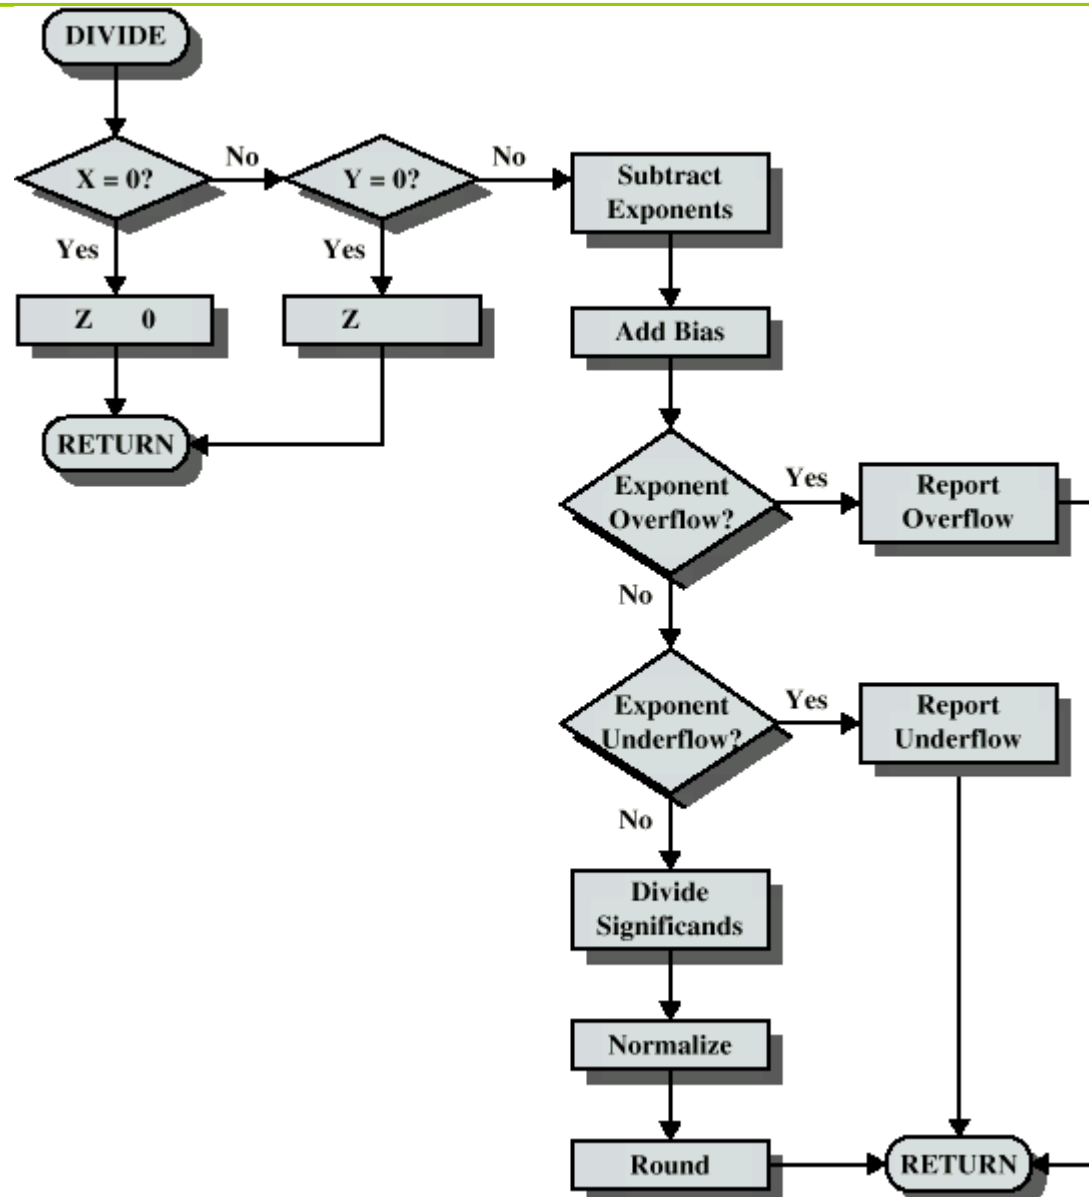 DIVIDE
X = 0?
No
Y = 0?
No
Subtract
Exponents
Yes
Yes
Z 0
Z
Add Bias
RETURN
Exponent
Overflow?
Yes
Report
Overflow
No
Exponent
Underflow?
Yes
Report
Underflow
No
Divide
Significands
Normalize
Round
RETURN